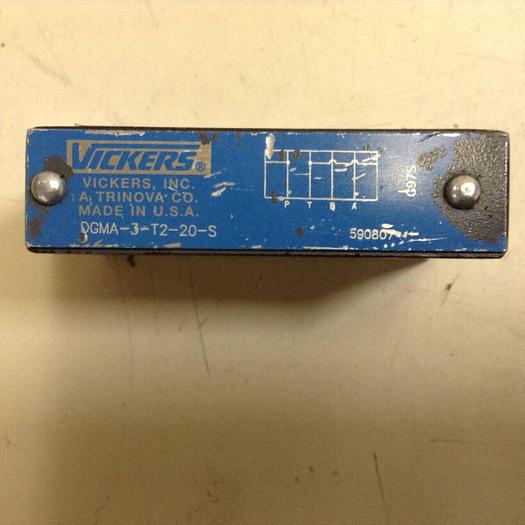 VICKERS®
VICKERS, INC.
A TRINOVA CO.
MADE IN U.S.A.
DGMA-3-T2-20-S
P T B A
590807
G97S